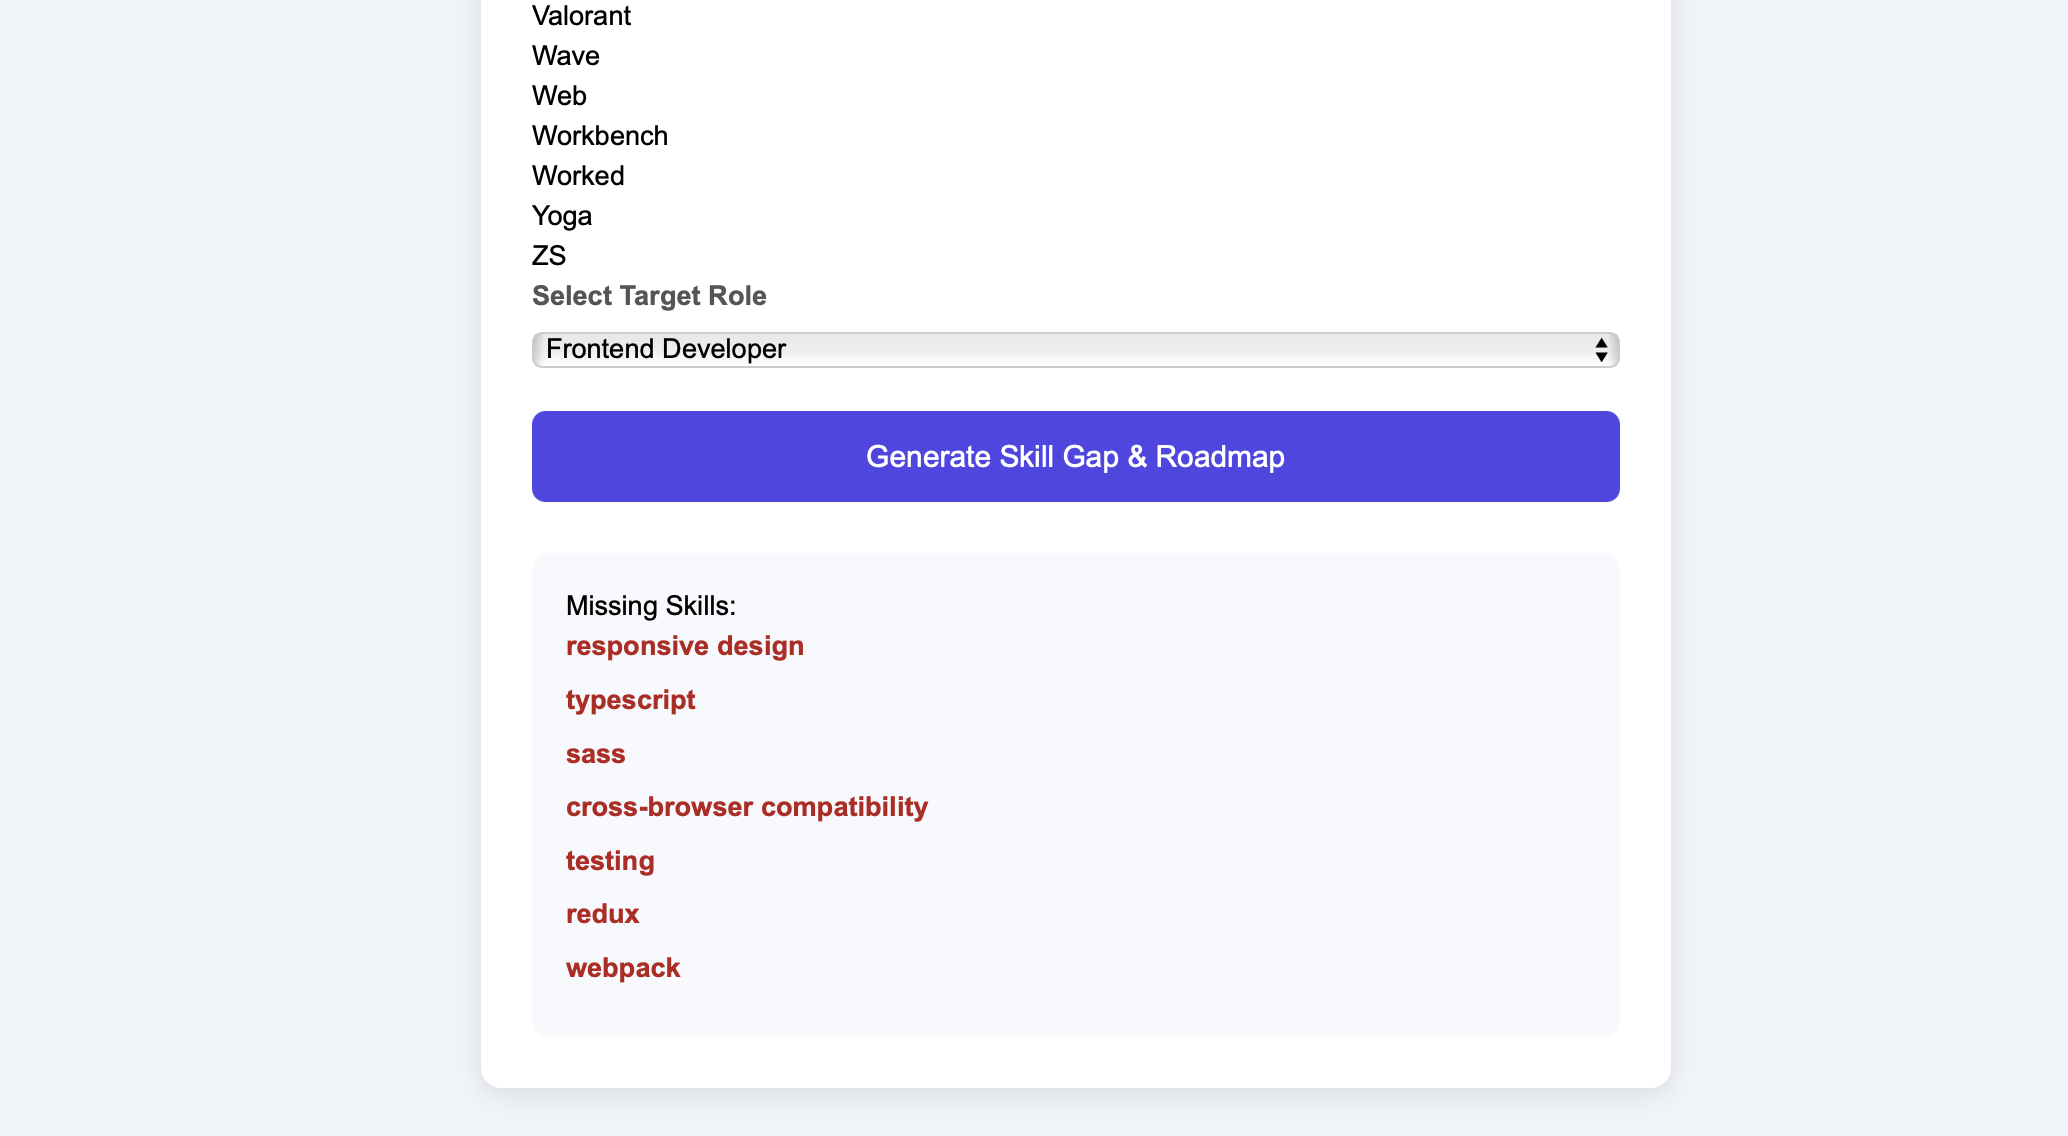 Valorant
Wave
Web
Workbench
Worked
Yoga
ZS
Select Target Role
Frontend Developer
Generate Skill Gap & Roadmap
Missing Skills:
responsive design
typescript
sass
cross-browser compatibility
testing
redux
webpack